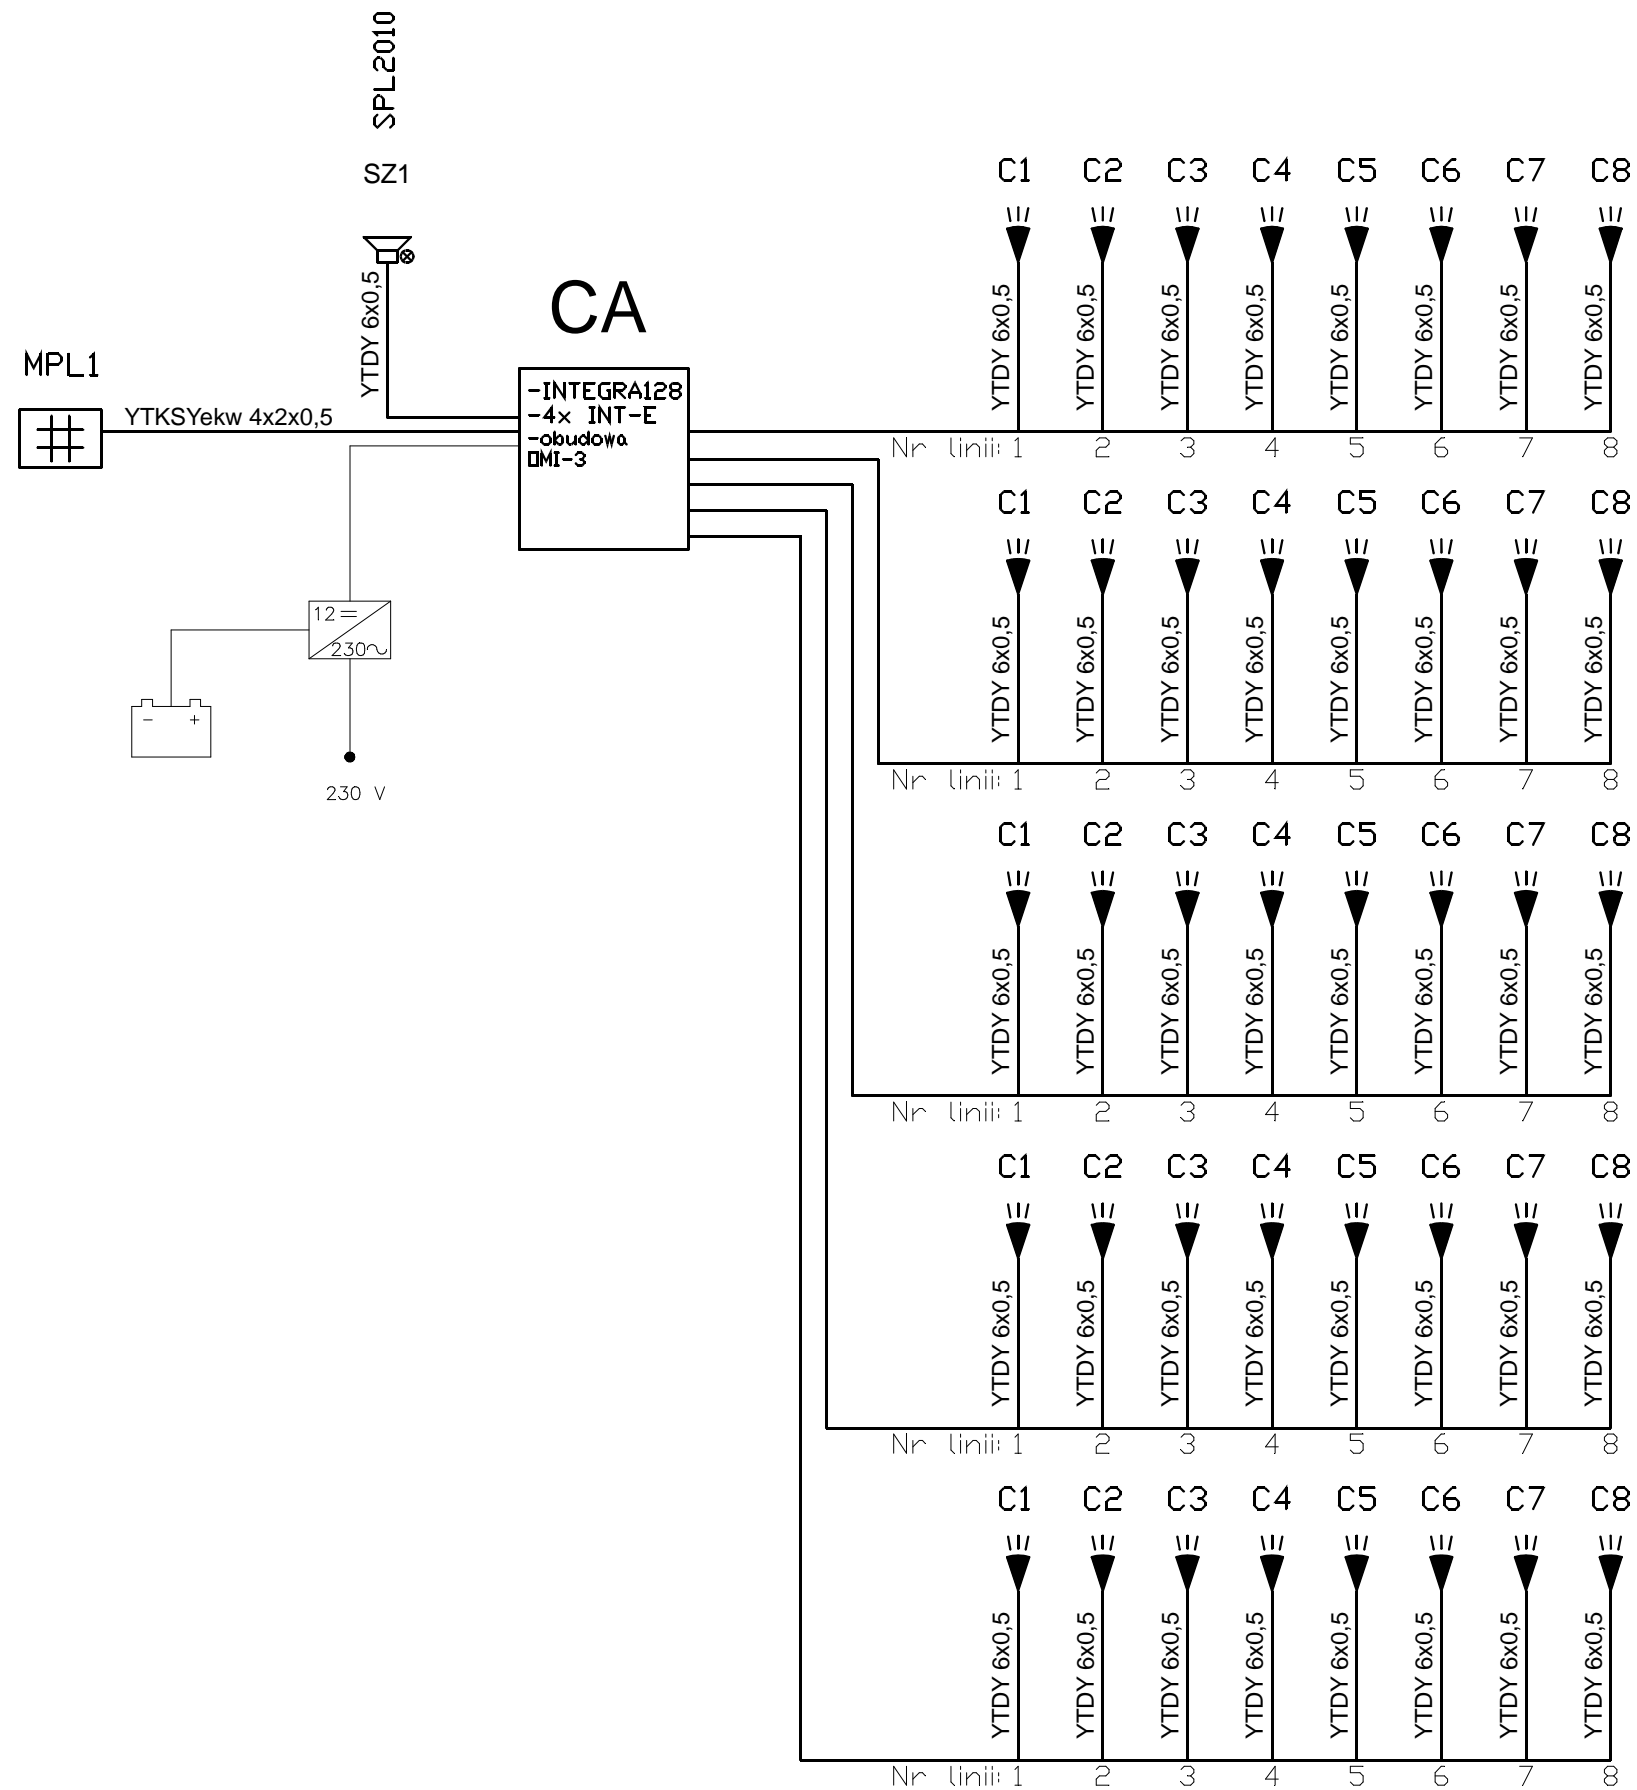 SPL2010
SZ1
C1 C2 C3 C4 C5 C6 C7 C8
YTDY 6x0,5
YTDY 6x0,5 YTDY 6x0,5 YTDY 6x0,5 YTDY 6x0,5 YTDY 6x0,5 YTDY 6x0,5 YTDY 6x0,5 YTDY 6x0,5
CA
MPL1
YTKSYekw 4x2x0,5
-INTEGRA128
-4x INT-E
-obudowa
OMI-3
Nr linii: 1 2 3 4 5 6 7 8
C1 C2 C3 C4 C5 C6 C7 C8
YTDY 6x0,5 YTDY 6x0,5 YTDY 6x0,5 YTDY 6x0,5 YTDY 6x0,5 YTDY 6x0,5 YTDY 6x0,5 YTDY 6x0,5
12=
230~
- +
230 V
Nr linii: 1 2 3 4 5 6 7 8
C1 C2 C3 C4 C5 C6 C7 C8
YTDY 6x0,5 YTDY 6x0,5 YTDY 6x0,5 YTDY 6x0,5 YTDY 6x0,5 YTDY 6x0,5 YTDY 6x0,5 YTDY 6x0,5
Nr linii: 1 2 3 4 5 6 7 8
C1 C2 C3 C4 C5 C6 C7 C8
YTDY 6x0,5 YTDY 6x0,5 YTDY 6x0,5 YTDY 6x0,5 YTDY 6x0,5 YTDY 6x0,5 YTDY 6x0,5 YTDY 6x0,5
Nr linii: 1 2 3 4 5 6 7 8
C1 C2 C3 C4 C5 C6 C7 C8
YTDY 6x0,5 YTDY 6x0,5 YTDY 6x0,5 YTDY 6x0,5 YTDY 6x0,5 YTDY 6x0,5 YTDY 6x0,5 YTDY 6x0,5
Nr linii: 1 2 3 4 5 6 7 8